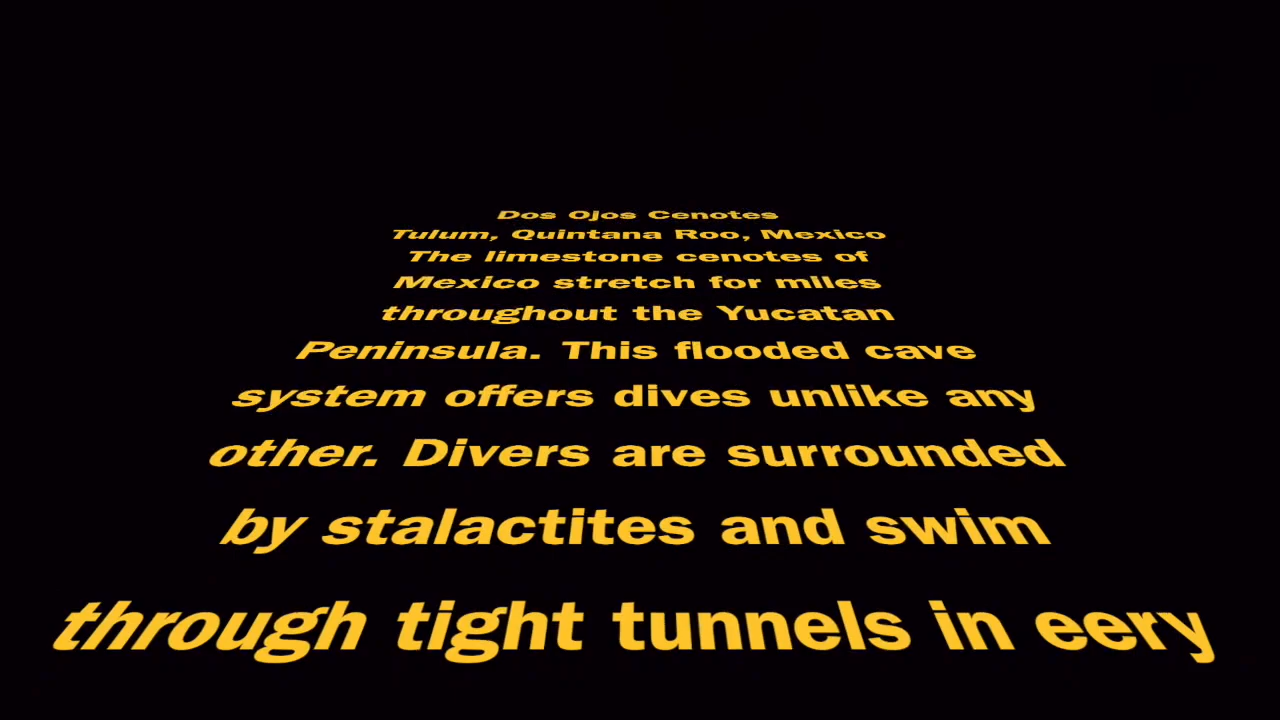 Dos Ojos Cenotes
Tulum, Quintana Roo, Mexico
The limestone cenotes of
Mexico stretch for miles
throughout the Yucatan
Peninsula. This flooded cave
system offers dives unlike any
other. Divers are surrounded
by stalactites and swim
through tight tunnels in eery